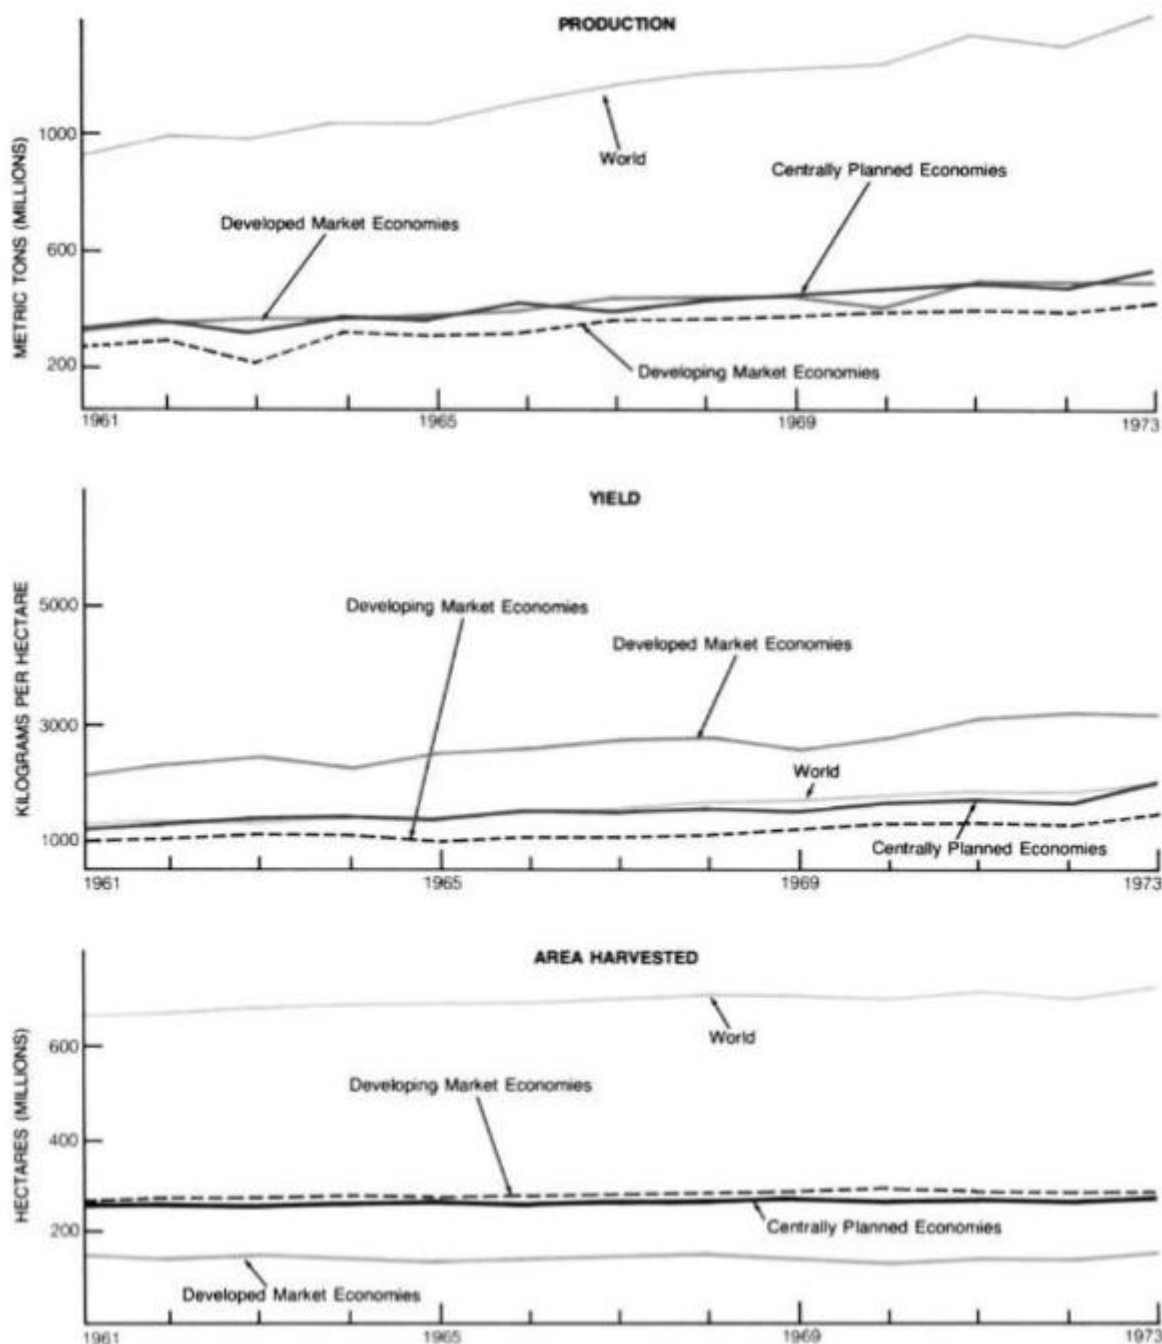 PRODUCTION
METRIC TONS (MILLIONS)
1000
600
200
World
Centrally Planned Economies
Developed Market Economies
Developing Market Economies
1961
1965
1969
1973
YIELD
KILOGRAMS PER HECTARE
5000
3000
1000
Developing Market Economies
Developed Market Economies
World
Centrally Planned Economies
1961
1965
1969
1973
AREA HARVESTED
HECTARES (MILLIONS)
600
400
200
World
Developing Market Economies
Centrally Planned Economies
Developed Market Economies
1961
1965
1969
1973